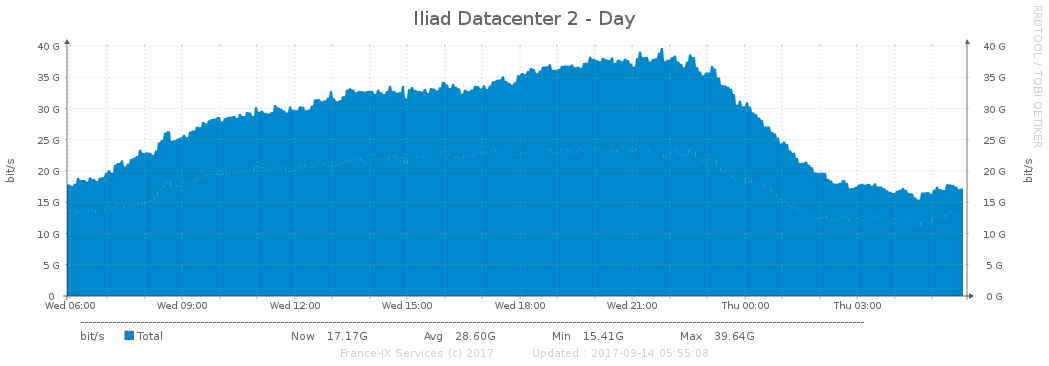 Iliad Datacenter 2 - Day
RRDTOOL / TOBI OETIKER
40 G 40 G
35 G 35 G
30 G 30 G
25 G 25 G
20 G 20 G
15 G 15 G
10 G 10 G
5 G 5 G
0 0 G
bit/s bit/s
Wed 06:00 Wed 09:00 Wed 12:00 Wed 15:00 Wed 18:00 Wed 21:00 Thu 00:00 Thu 03:00
bit/s Total Now 17.17G Avg 28.60G Min 15.41G Max 39.64G
France-IX Services (c) 2017 Updated : 2017-09-14 05:55:08